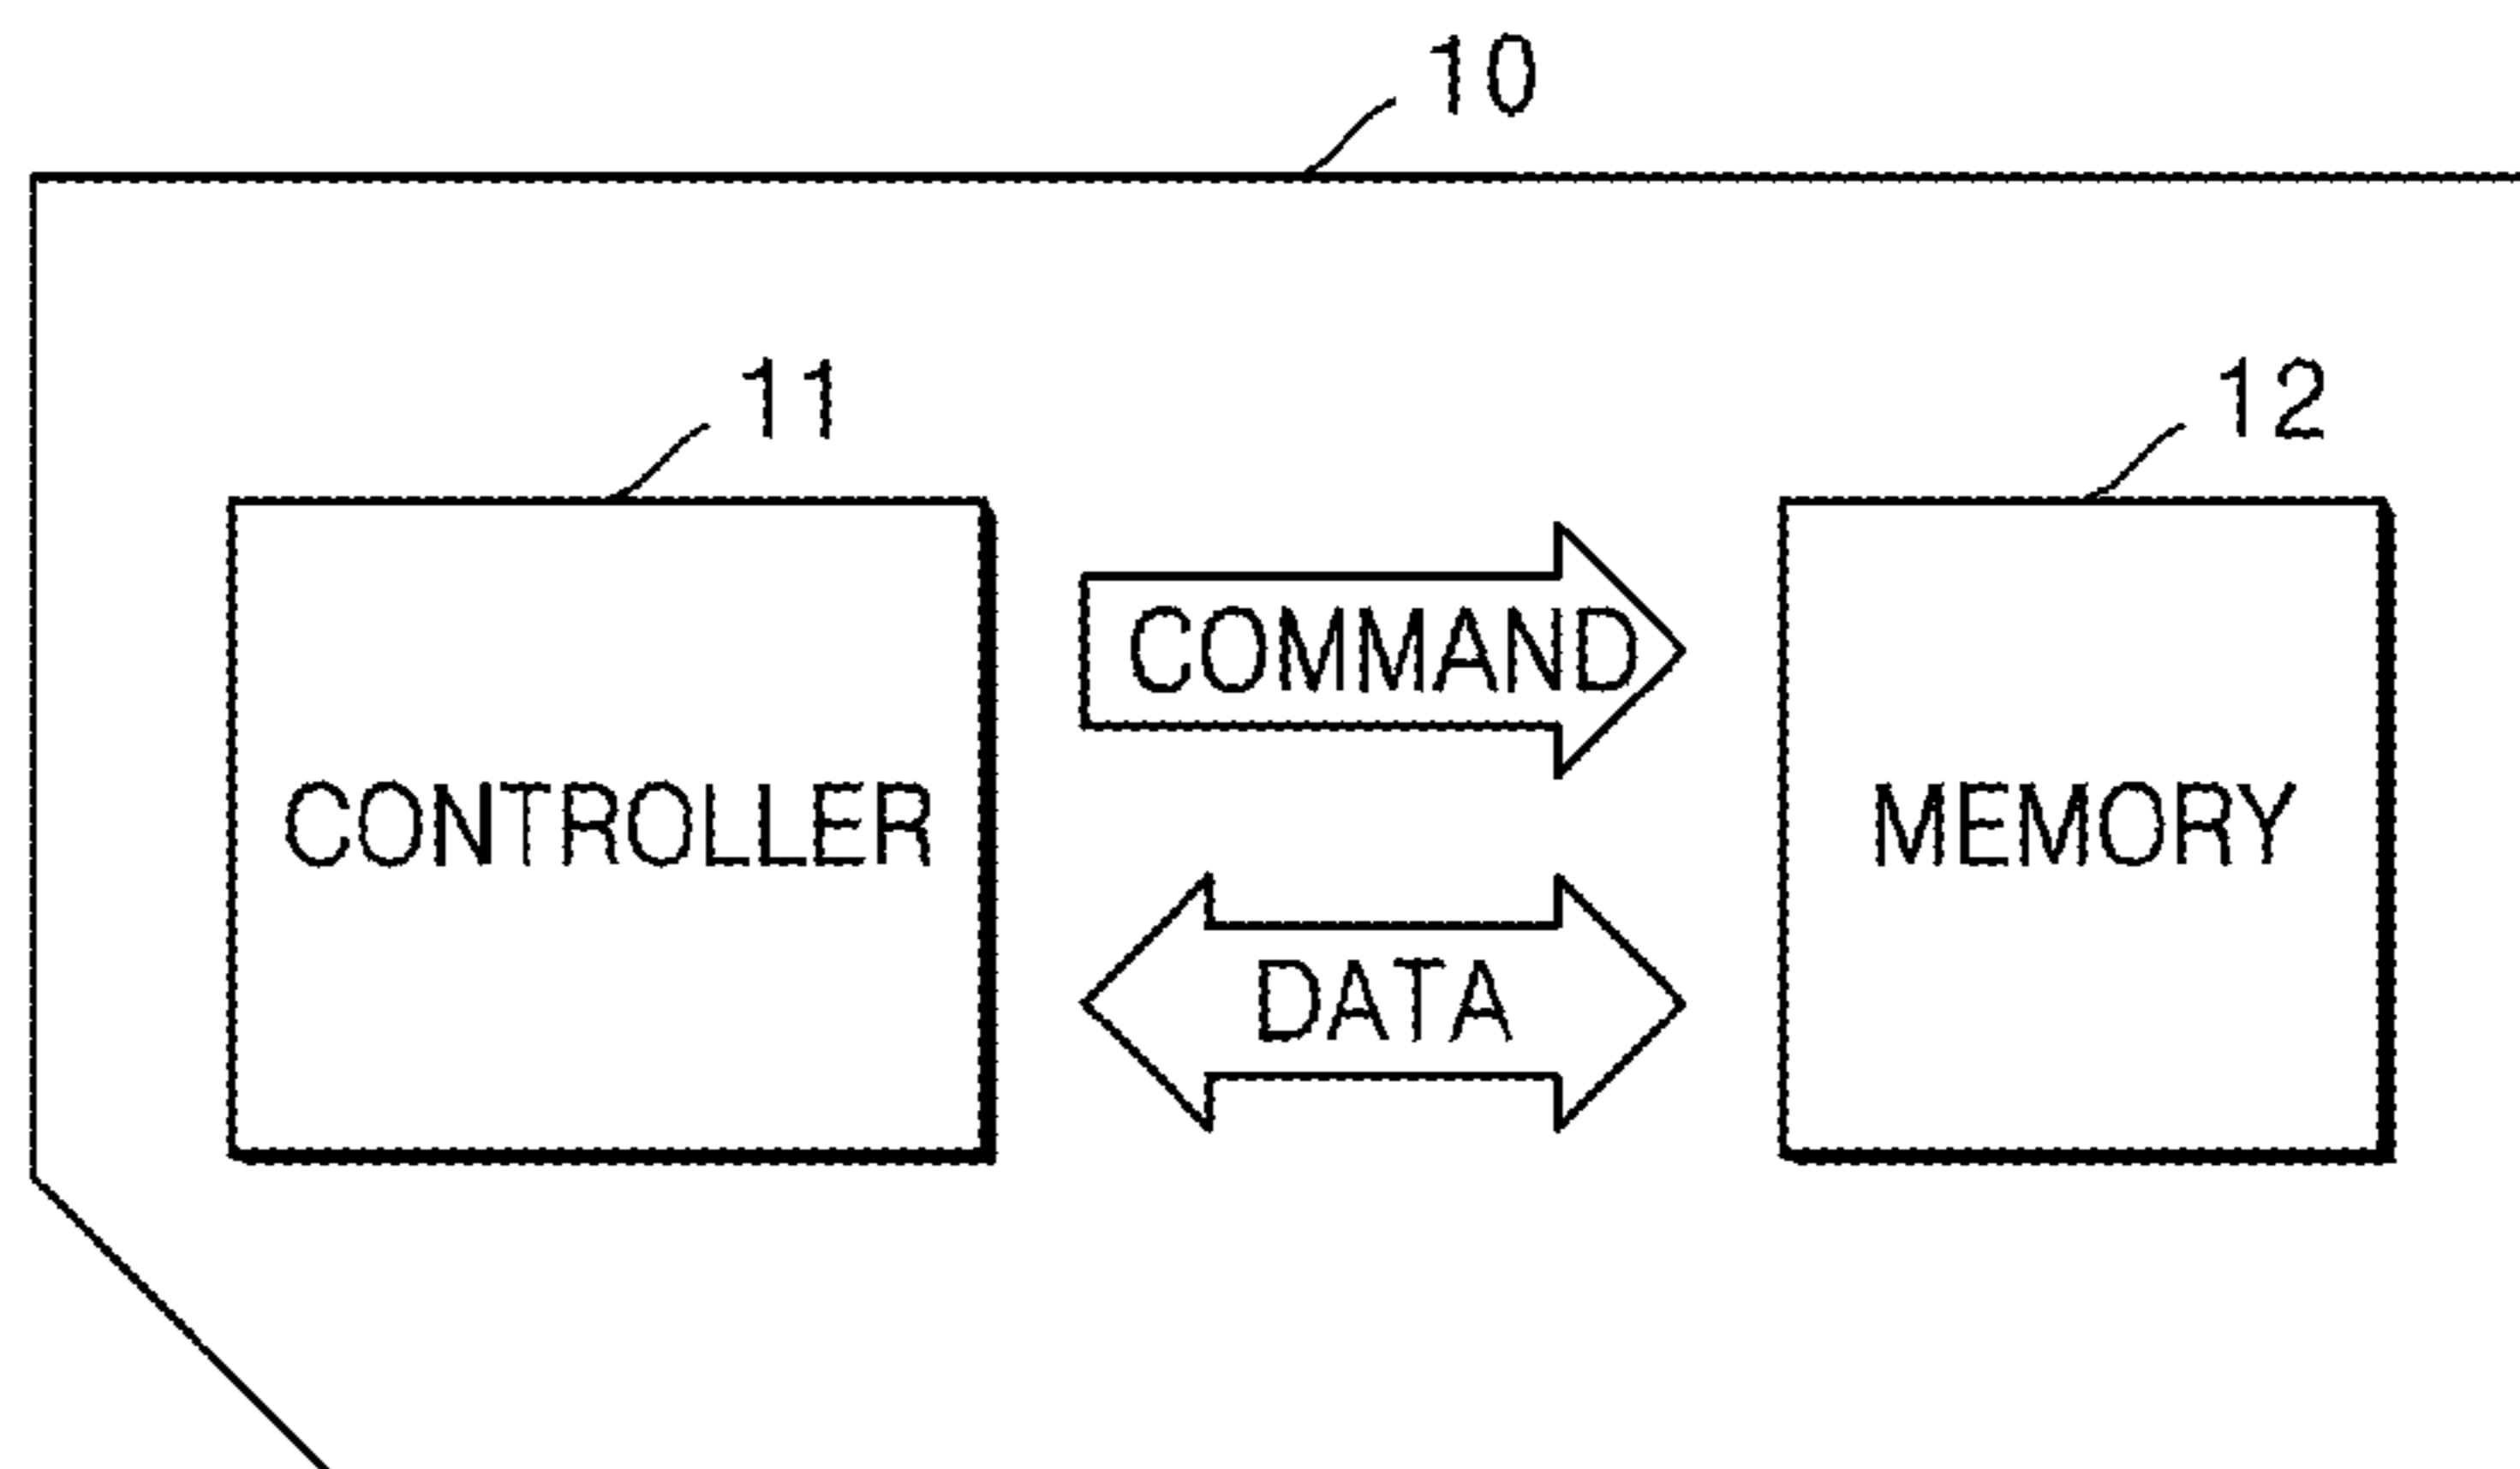 10
11
12
COMMAND
CONTROLLER
MEMORY
DATA